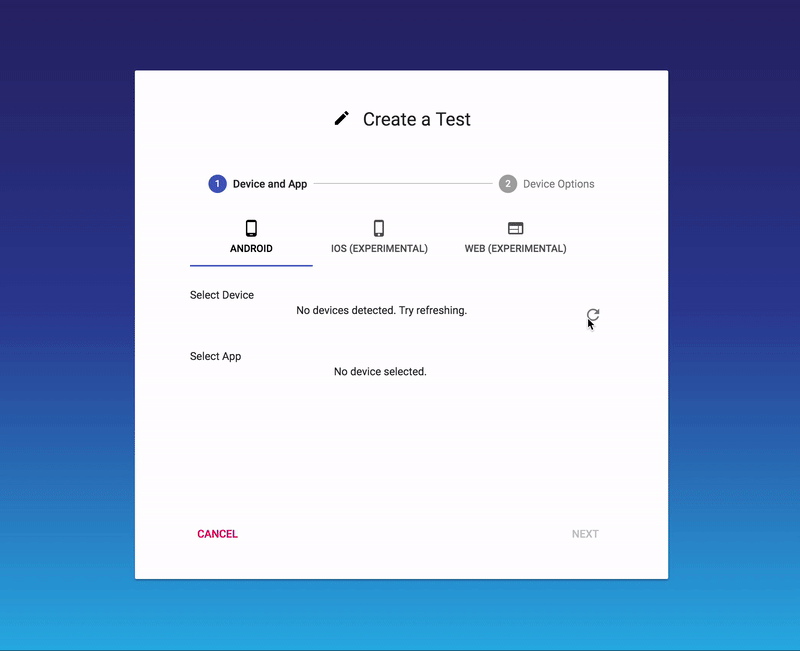 Create a Test
1 Device and App 2 Device Options
ANDROID IOS (EXPERIMENTAL) WEB (EXPERIMENTAL)
Select Device
No devices detected. Try refreshing.
Select App
No device selected.
CANCEL NEXT